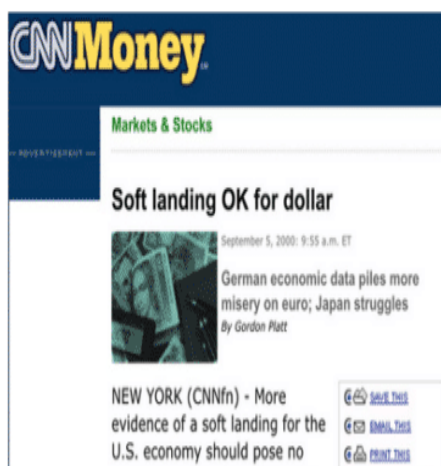 CNNMoney
Markets & Stocks
ADVERTISEMENT
Soft landing OK for dollar
September 5, 2000: 9:55 a.m. ET
German economic data piles more
misery on euro; Japan struggles
By Gordon Platt
NEW YORK (CNNfn) - More
evidence of a soft landing for the
U.S. economy should pose no
SAVE THIS
EMAIL THIS
PRINT THIS